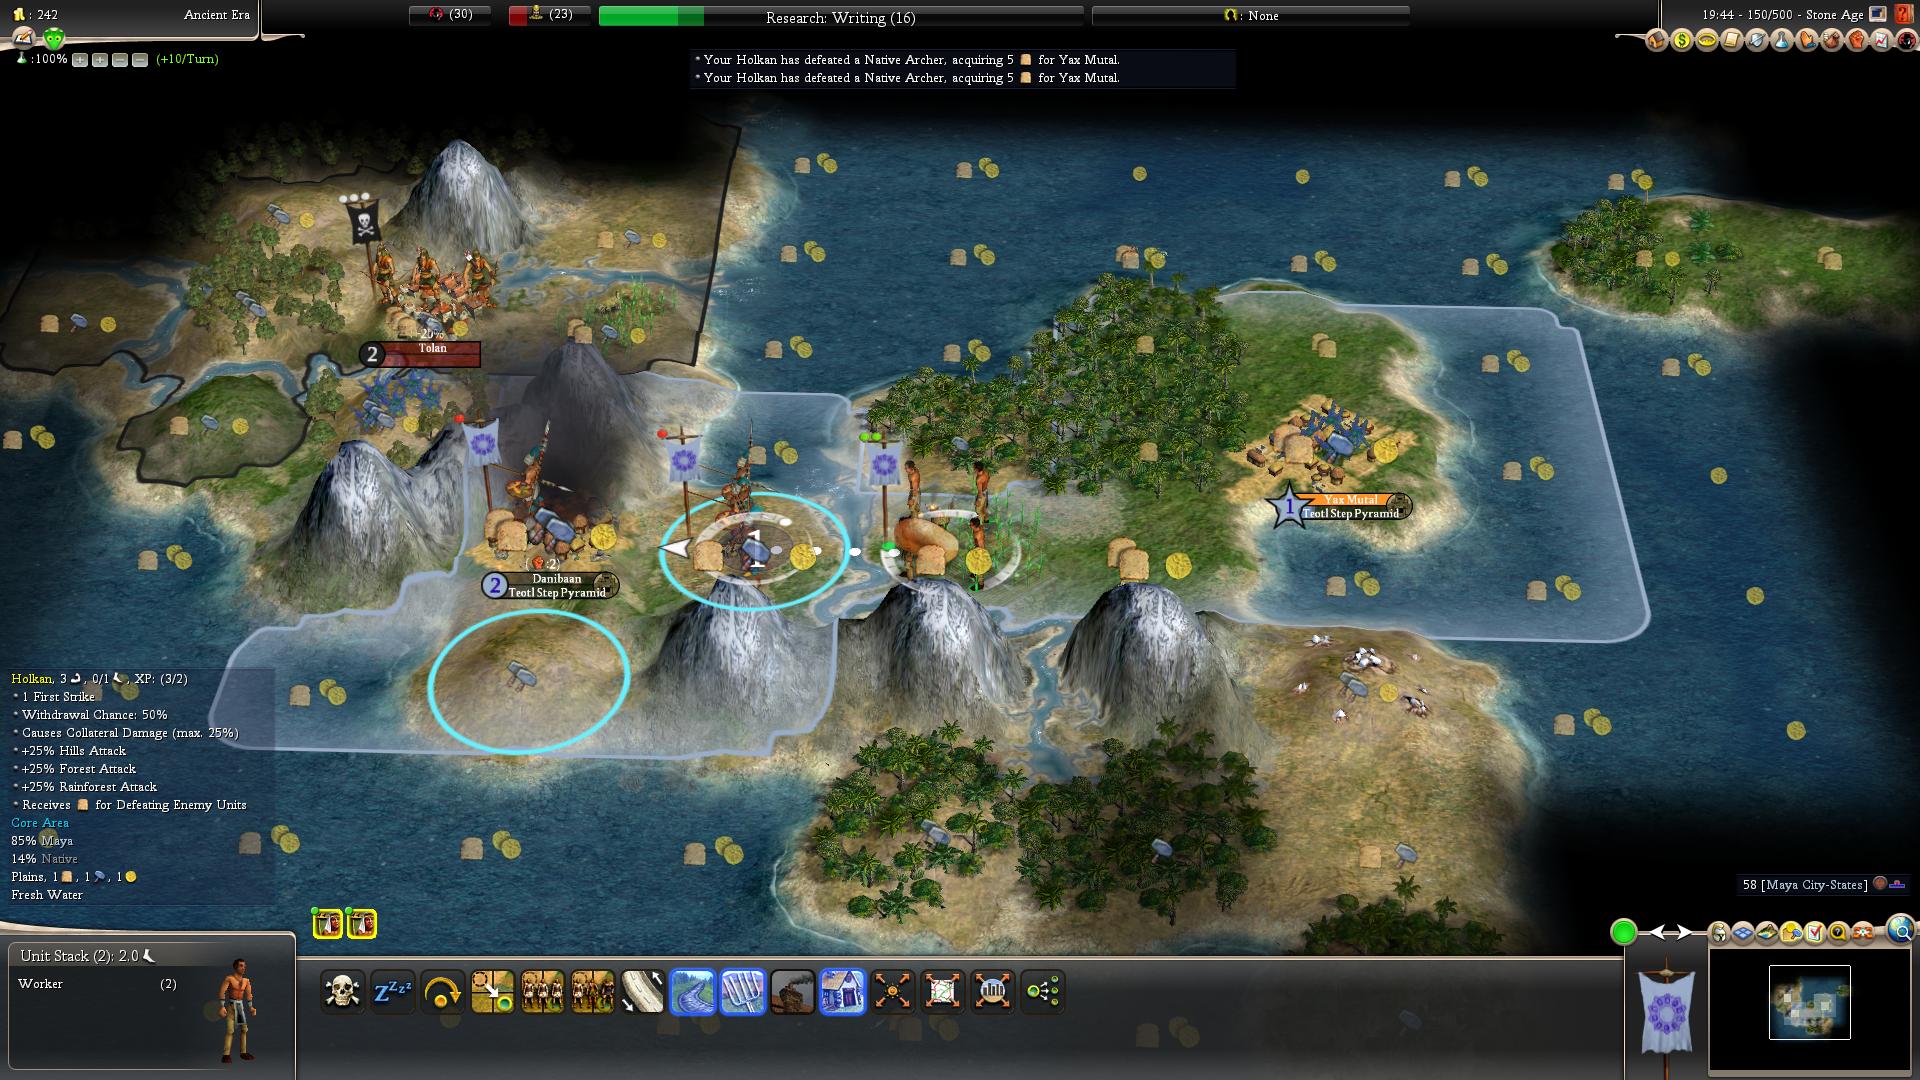 : 242
Ancient Era
(30)
(23)
Research: Writing (16)
: None
19:44 - 150/500 - Stone Age
:100%
(+10/Turn)
* Your Holkan has defeated a Native Archer, acquiring 5 for Yax Mutal.
* Your Holkan has defeated a Native Archer, acquiring 5 for Yax Mutal.
2
Tolan
1
Yax Mutal
Teotl Step Pyramid
1
(:2)
2
Danibaan
Teotl Step Pyramid
Holkan, 3, 0/1, XP: (3/2)
* 1 First Strike
* Withdrawal Chance: 50%
* Causes Collateral Damage (max. 25%)
* +25% Hills Attack
* +25% Forest Attack
* +25% Rainforest Attack
* Receives for Defeating Enemy Units
Core Area
85% Maya
14% Native
Plains, 1, 1, 1
Fresh Water
58 [Maya City-States]
Unit Stack (2): 2.0
Worker (2)
Zzzz